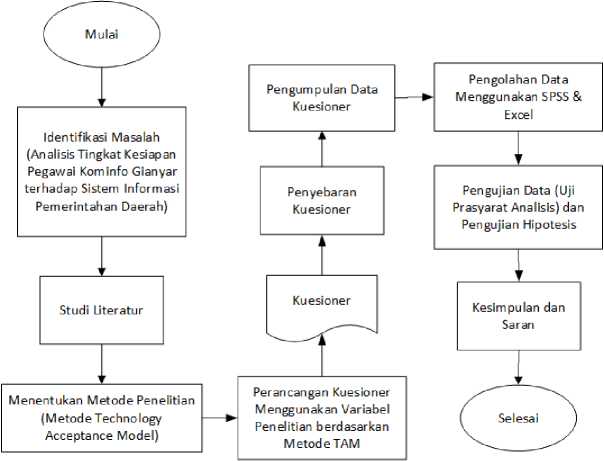 Mulai
Identifikasi Masalah
(Analisis Tingkat Kesiapan
Pegawai Kominfo Gianyar
terhadap Sistem Informasi
Pemerintahan Daerah)
Studi Literatur
Menentukan Metode Penelitian
(Metode Technology
Acceptance Model)
Perancangan Kuesioner
Menggunakan Variabel
Penelitian berdasarkan
Metode TAM
Kuesioner
Penyebaran
Kuesioner
Pengumpulan Data
Kuesioner
Pengolahan Data
Menggunakan SPSS &
Excel
Pengujian Data (Uji
Prasyarat Analisis) dan
Pengujian Hipotesis
Kesimpulan dan
Saran
Selesai